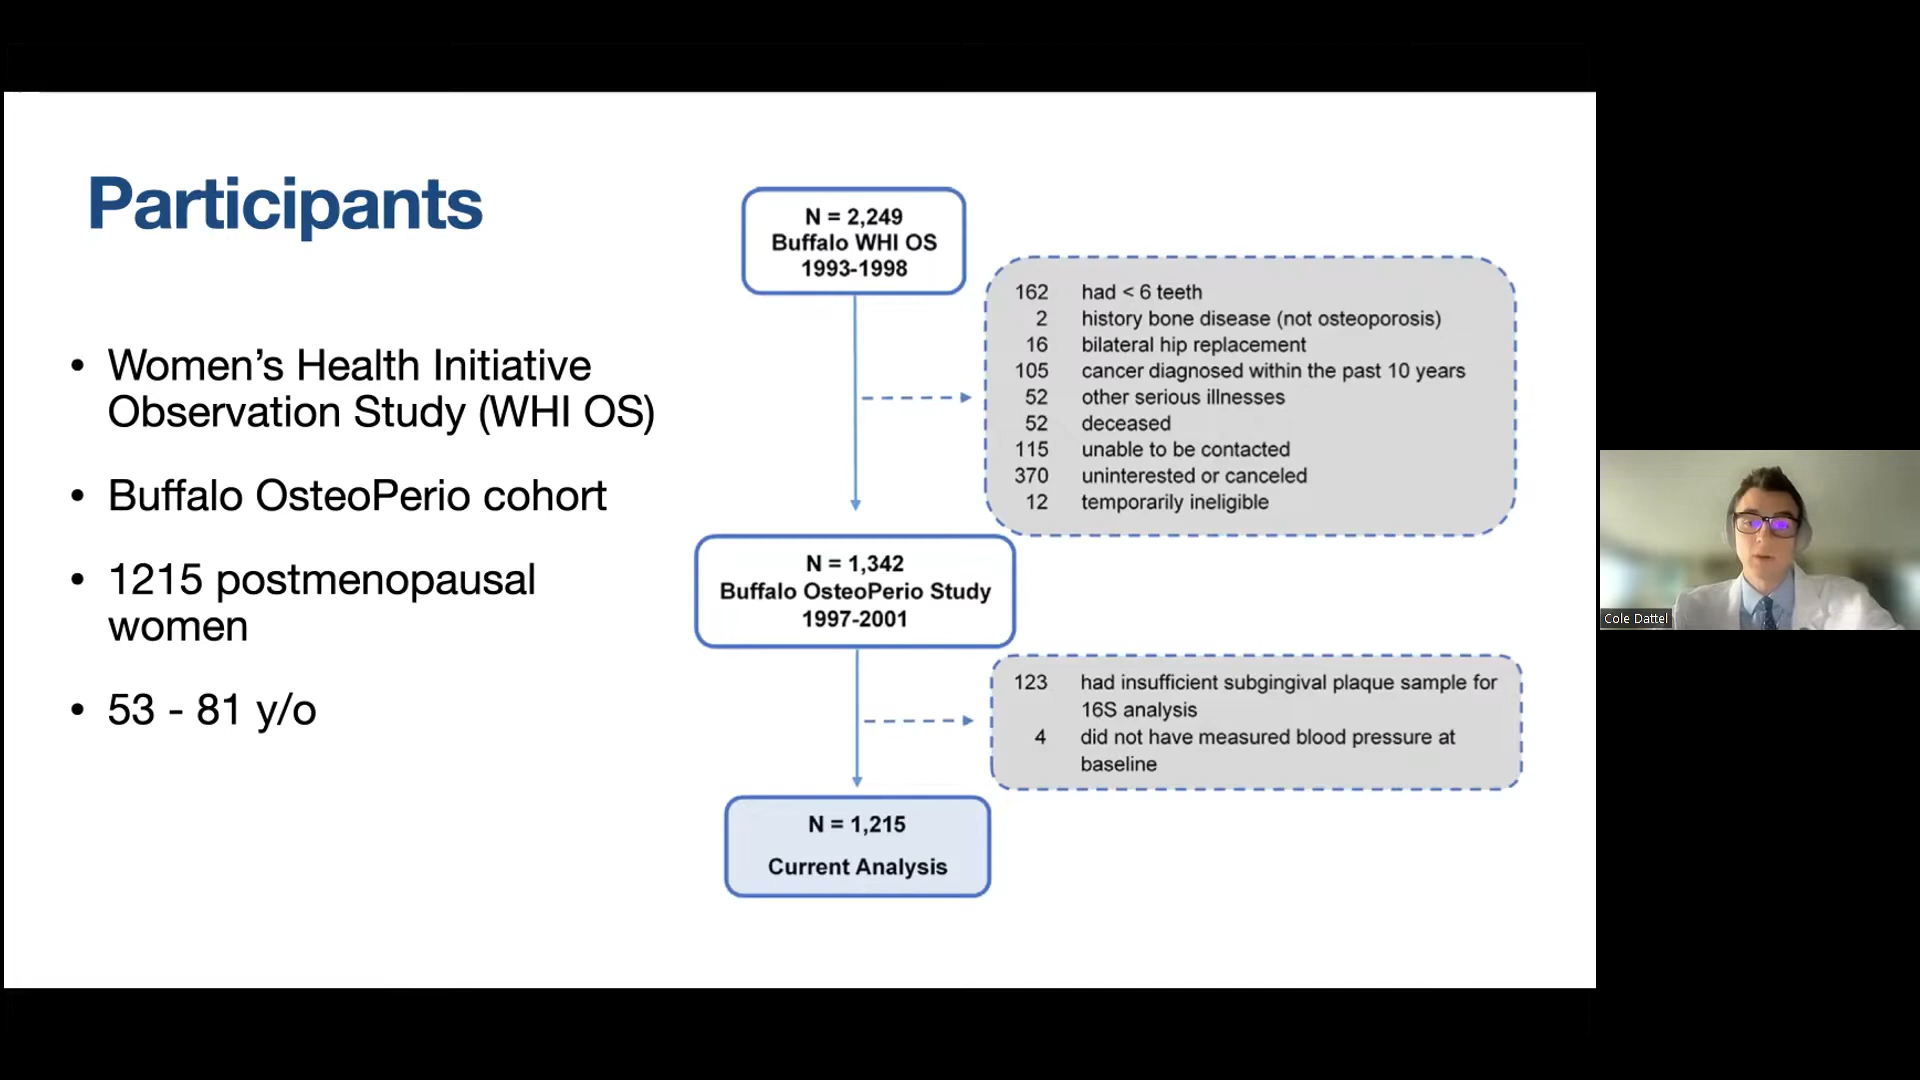 Participants
• Women’s Health Initiative
Observation Study (WHI OS)
• Buffalo OsteoPerio cohort
• 1215 postmenopausal
women
• 53 - 81 y/o
N = 2,249
Buffalo WHI OS
1993-1998
162 had < 6 teeth
2 history bone disease (not osteoporosis)
16 bilateral hip replacement
105 cancer diagnosed within the past 10 years
52 other serious illnesses
52 deceased
115 unable to be contacted
370 uninterested or canceled
12 temporarily ineligible
N = 1,342
Buffalo OsteoPerio Study
1997-2001
123 had insufficient subgingival plaque sample for
16S analysis
4 did not have measured blood pressure at
baseline
N = 1,215
Current Analysis
Cole Dattel